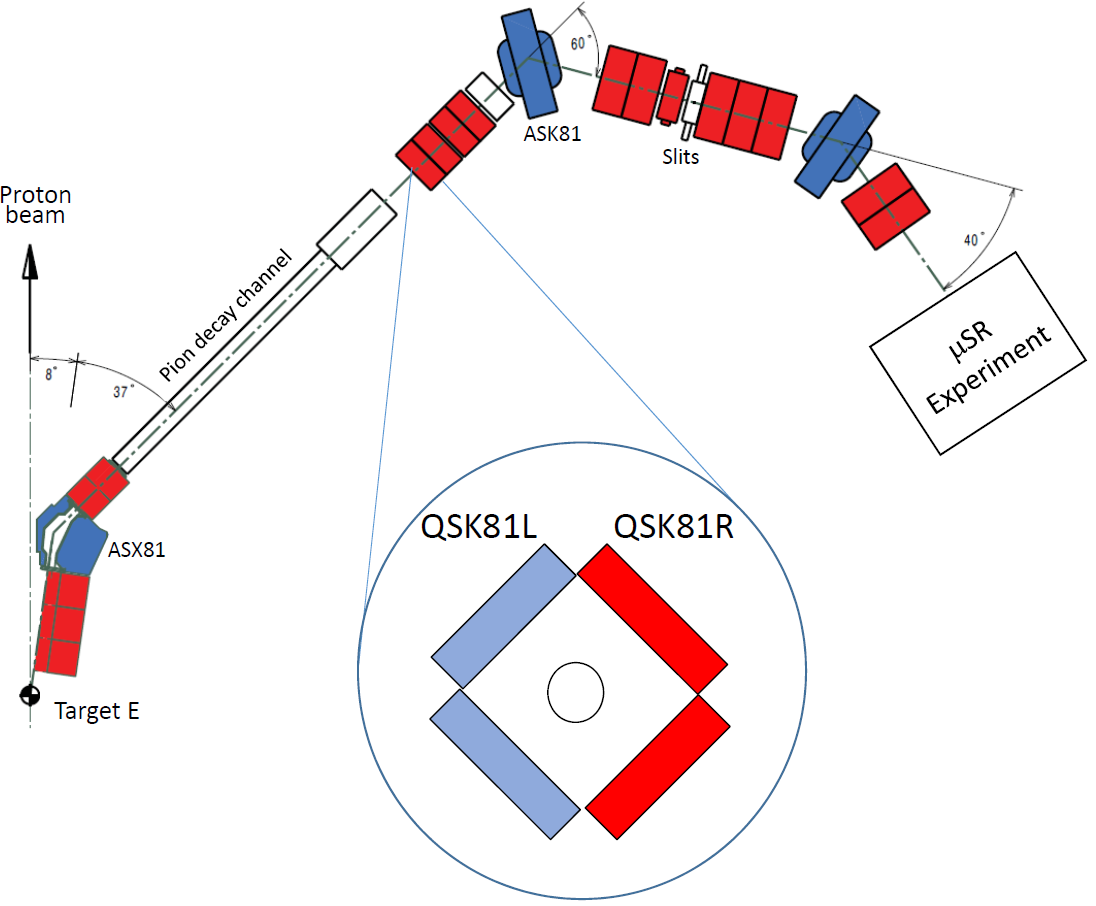 60°
ASK81
Slits
Proton
beam
40°
Pion decay channel
8°
37°
µSR
Experiment
QSK81L
QSK81R
ASX81
Target E